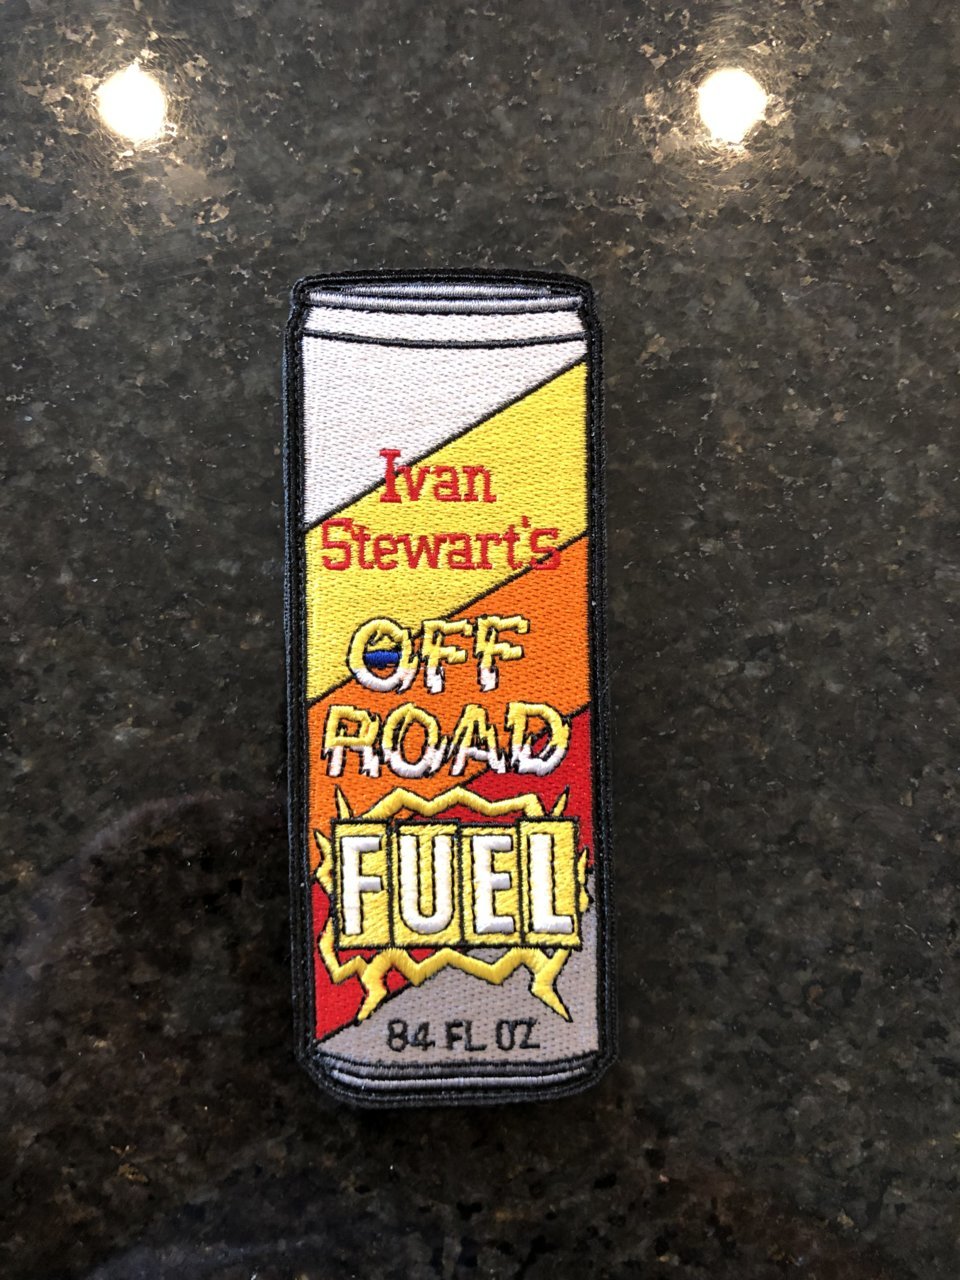 Ivan
Stewart's
OFF
ROAD
FUEL
84 FL OZ